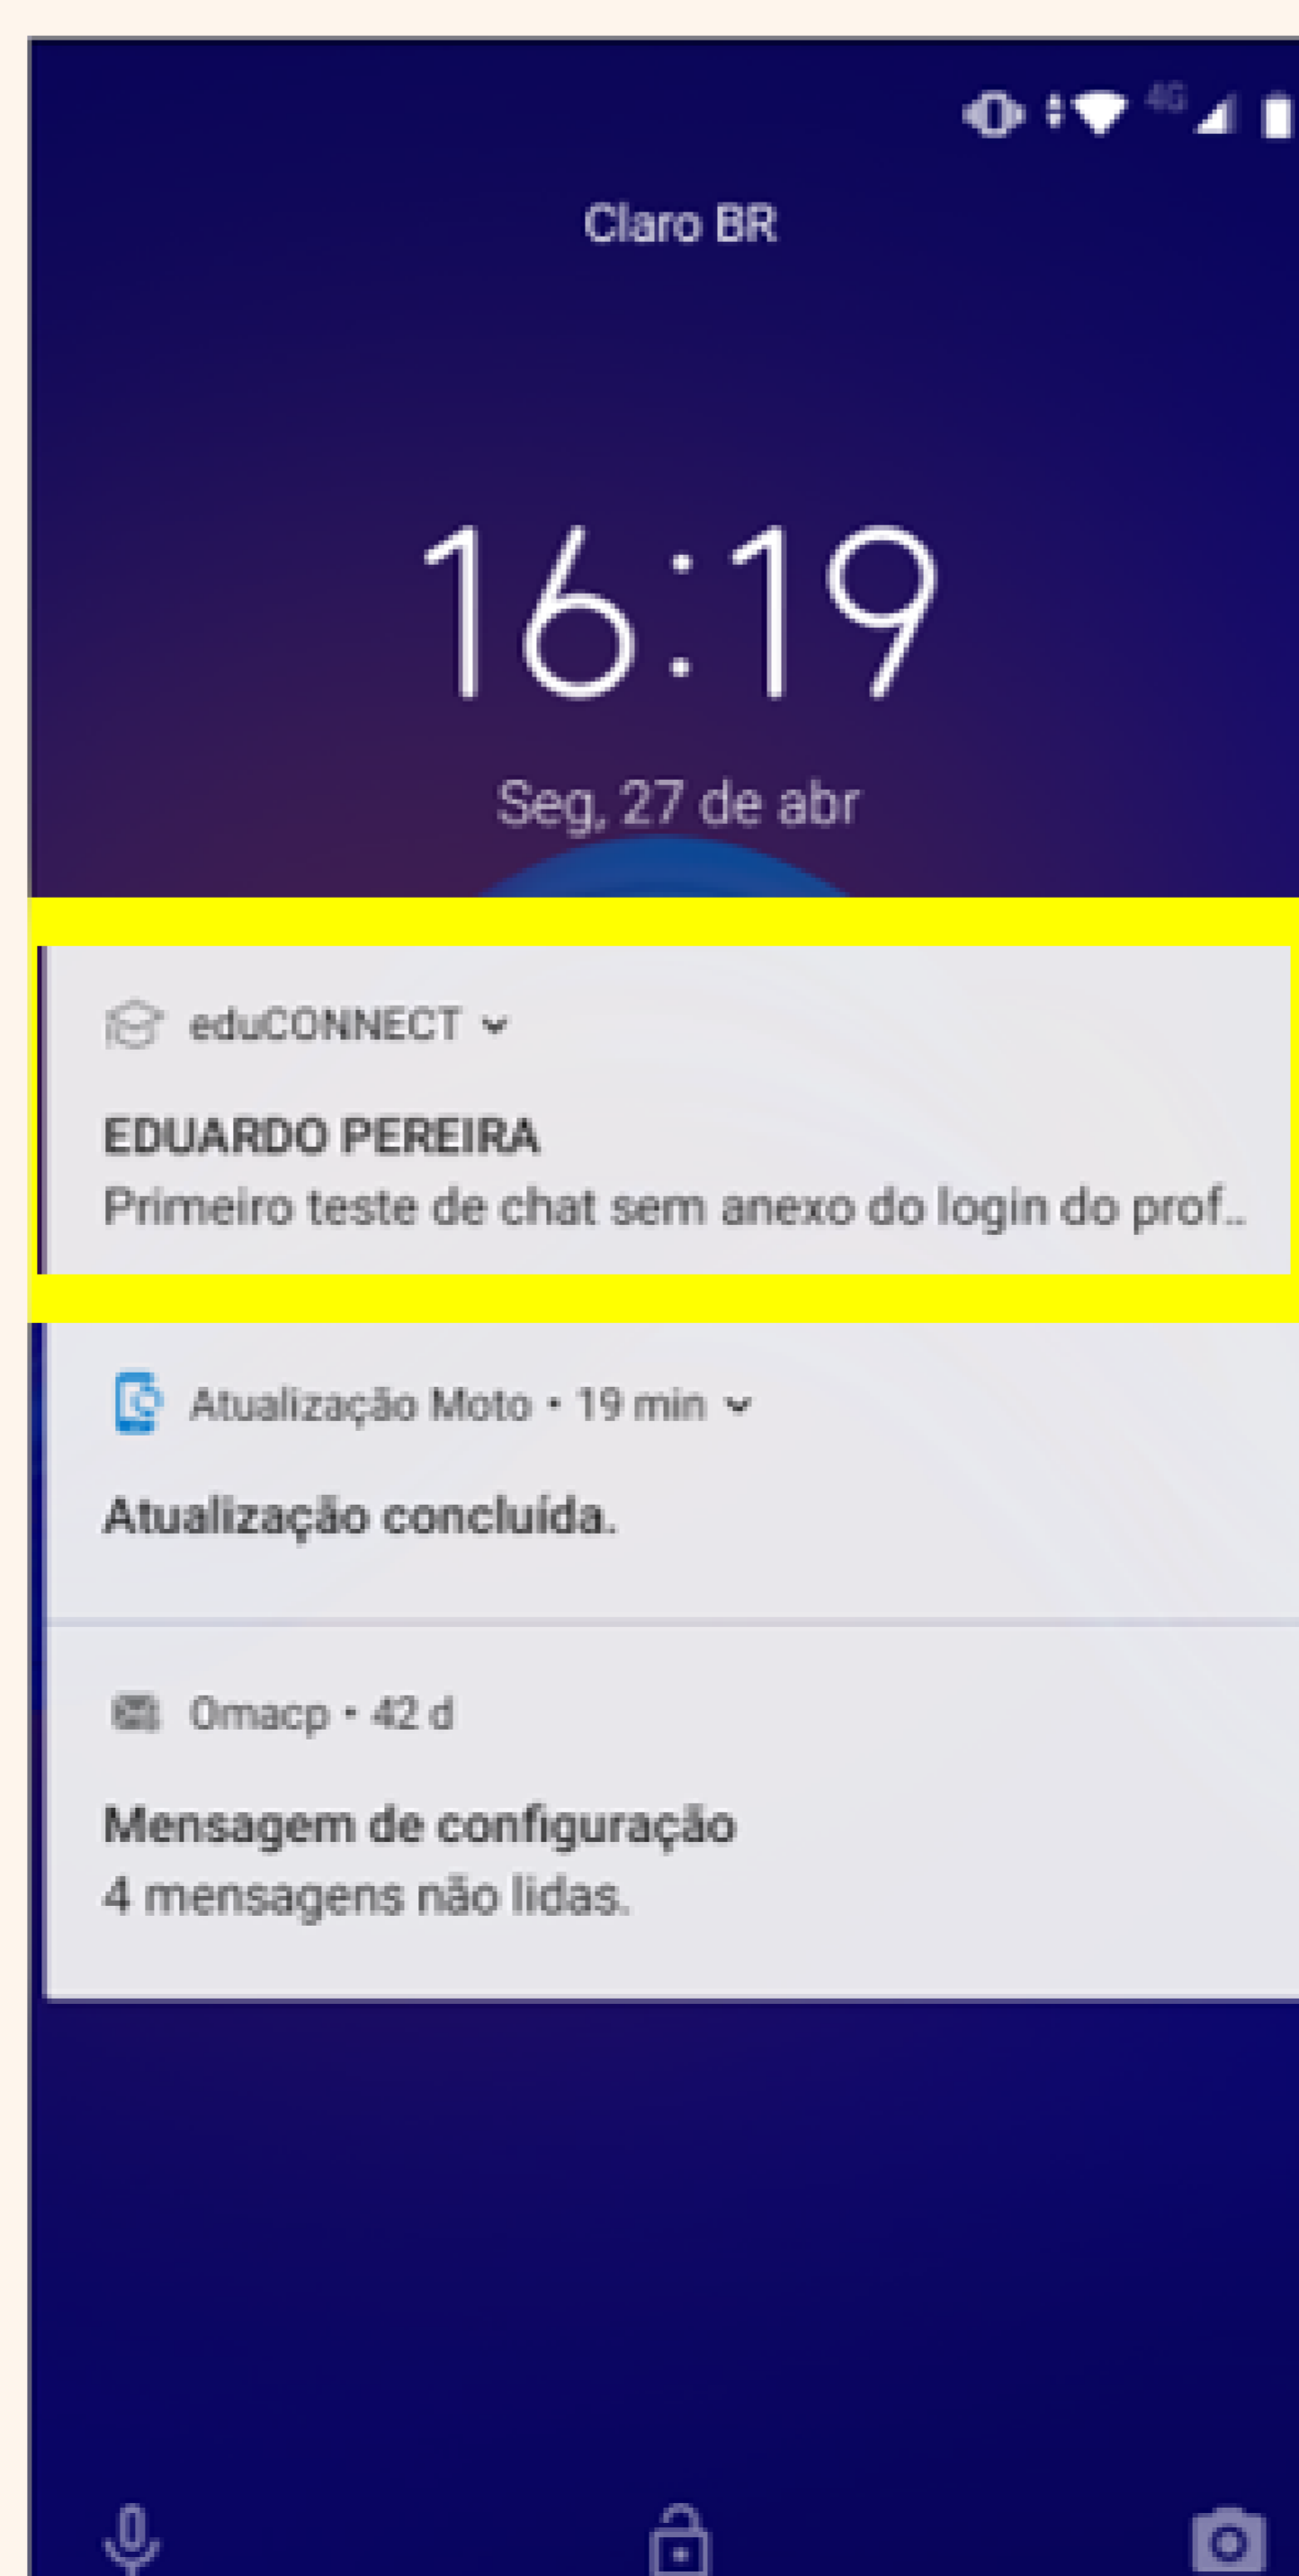 4G
Claro BR
16:19
Seg, 27 de abr
eduCONNECT
EDUARDO PEREIRA
Primeiro teste de chat sem anexo do login do prof..
Atualização Moto • 19 min
Atualização concluída.
Omacp • 42 d
Mensagem de configuração
4 mensagens não lidas.